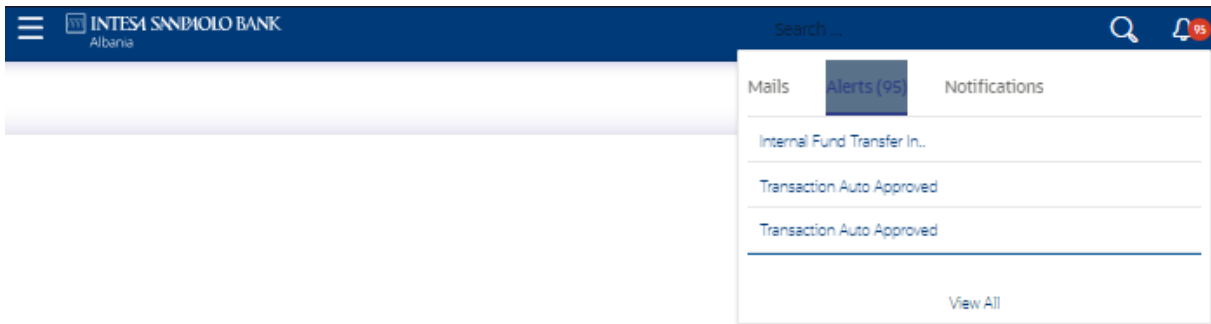 INTESA SANPAOLO BANK
Albania
Search ...
95
Mails
Alerts (95)
Notifications
Internal Fund Transfer In..
Transaction Auto Approved
Transaction Auto Approved
View All